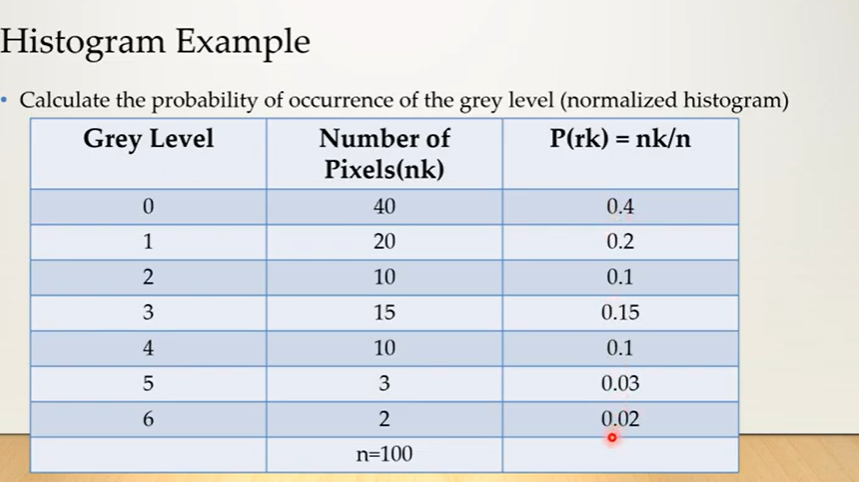 Histogram Example
• Calculate the probability of occurrence of the grey level (normalized histogram)
Grey Level Number of Pixels(nk) P(rk) = nk/n
0 40 0.4
1 20 0.2
2 10 0.1
3 15 0.15
4 10 0.1
5 3 0.03
6 2 0.02
n=100